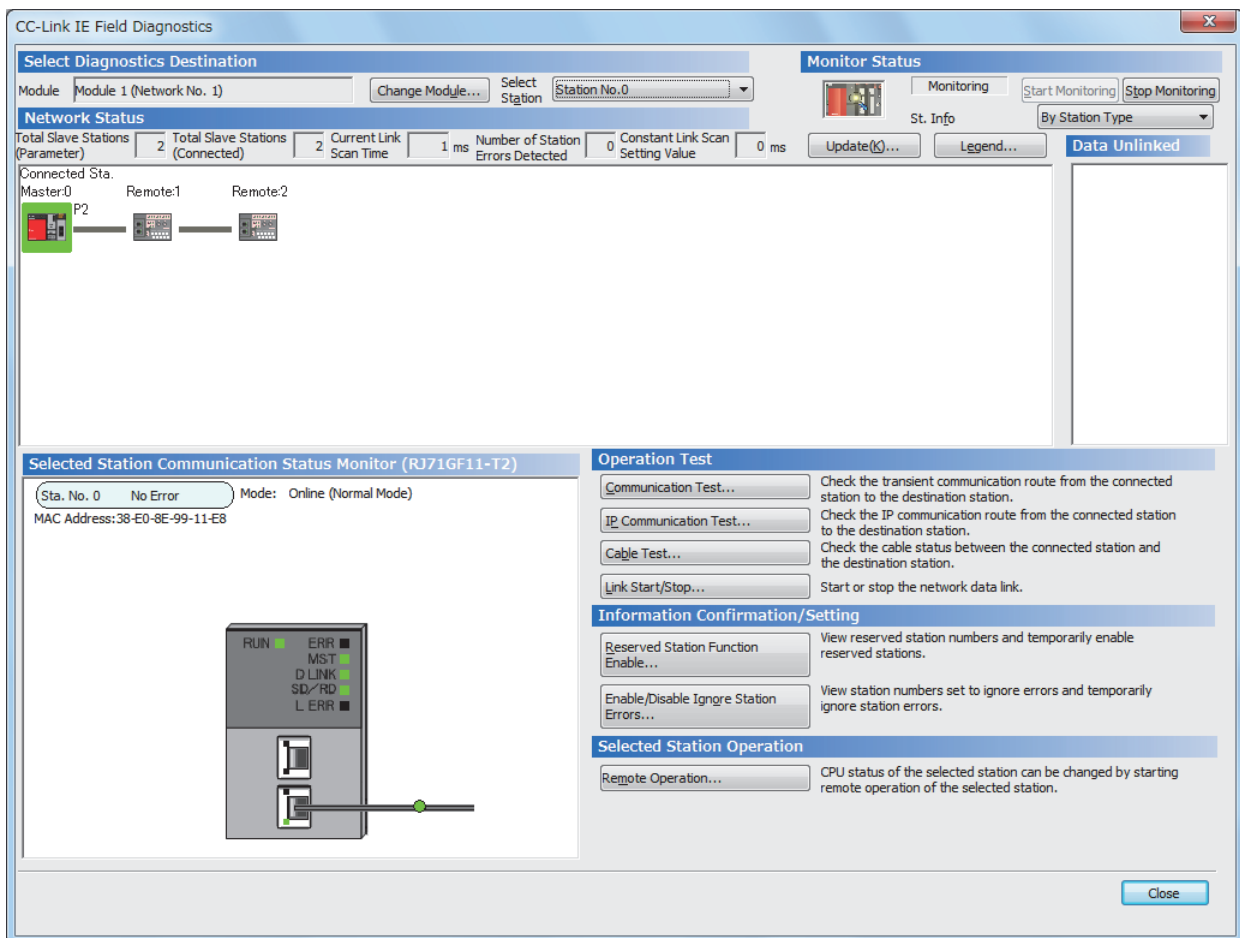 CC-Link IE Field Diagnostics
X
Select Diagnostics Destination
Module
Module 1 (Network No. 1)
Change Module...
Select
Station
Station No.0
Monitor Status
Monitoring
Start Monitoring
Stop Monitoring
St. Info
By Station Type
Network Status
Total Slave Stations
(Parameter)
2
Total Slave Stations
(Connected)
2
Current Link
Scan Time
1 ms
Number of Station
Errors Detected
0
Constant Link Scan
Setting Value
0 ms
Update(K)...
Legend...
Data Unlinked
Connected Sta.
Master:0
Remote:1
Remote:2
P2
Selected Station Communication Status Monitor (RJ71GF11-T2)
Sta. No. 0 No Error
Mode: Online (Normal Mode)
MAC Address:38-E0-8E-99-11-E8
RUN
ERR
MST
D LINK
SD/RD
L ERR
Operation Test
Communication Test...
Check the transient communication route from the connected
station to the destination station.
IP Communication Test...
Check the IP communication route from the connected station
to the destination station.
Cable Test...
Check the cable status between the connected station and
the destination station.
Link Start/Stop...
Start or stop the network data link.
Information Confirmation/Setting
Reserved Station Function
Enable...
View reserved station numbers and temporarily enable
reserved stations.
Enable/Disable Ignore Station
Errors...
View station numbers set to ignore errors and temporarily
ignore station errors.
Selected Station Operation
Remote Operation...
CPU status of the selected station can be changed by starting
remote operation of the selected station.
Close